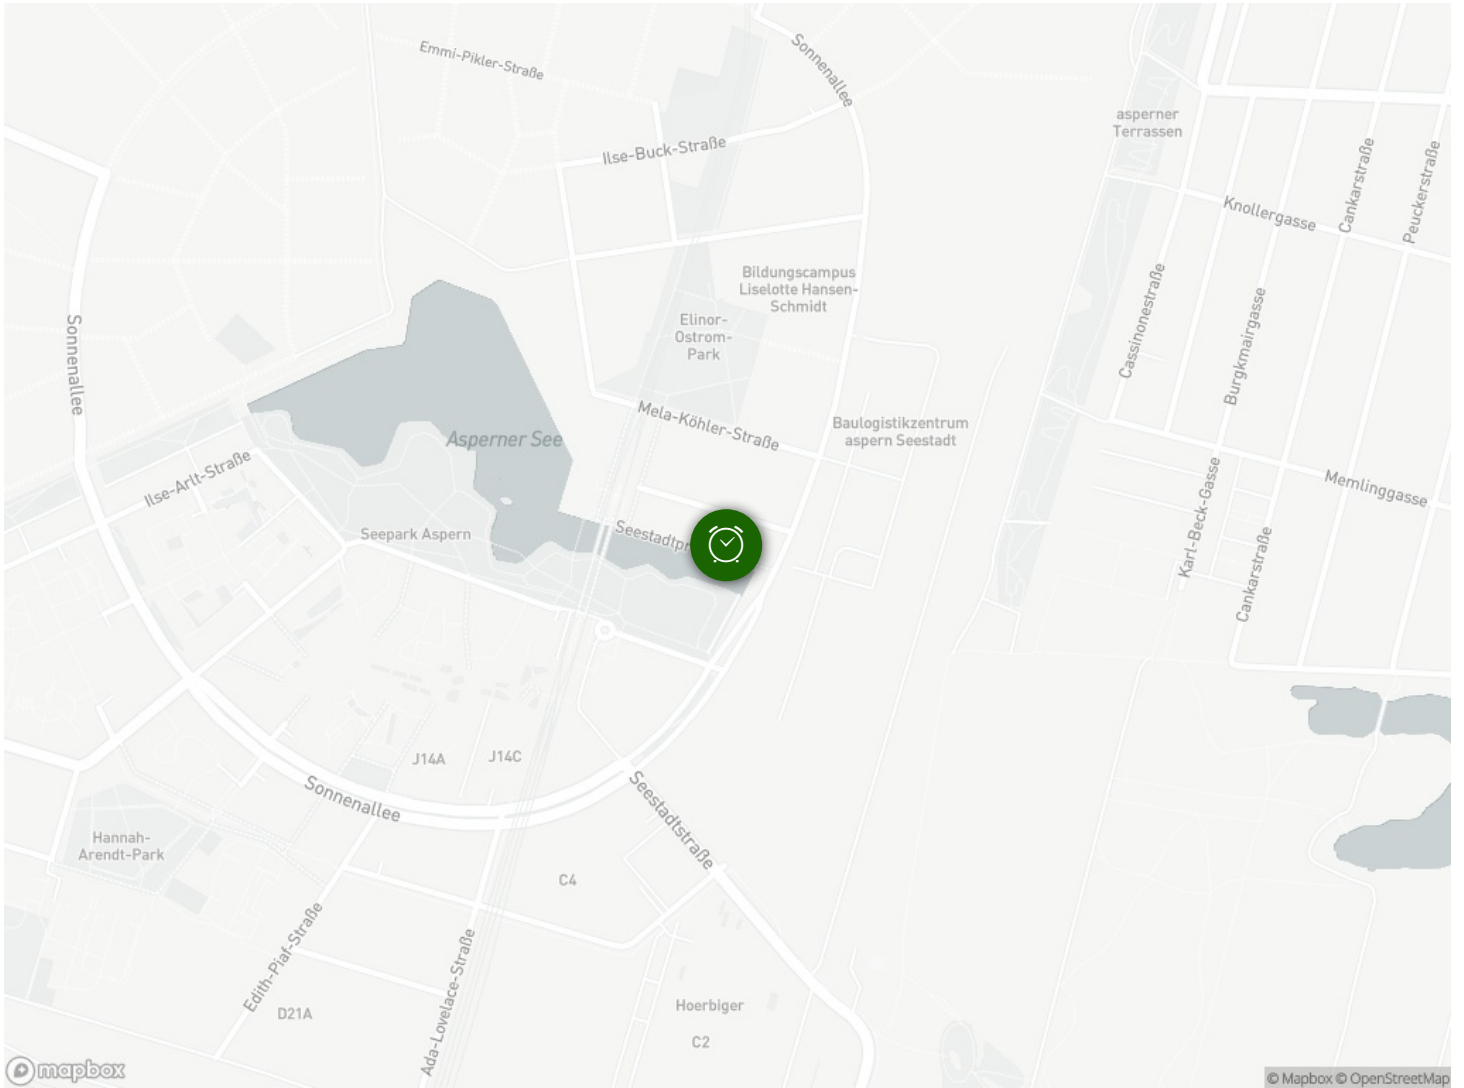 Emmi-Pikler-Straße
Sonnenallee
Ilse-Buck-Straße
asperner
Terrassen
Cankarstraße
Peuckerstraße
Knollergasse
Bildungscampus
Liselotte Hansen-
Schmidt
Elinor-
Ostrom-
Park
Cassinonestraße
Burgkmairgasse
Sonnenallee
Mela-Köhler-Straße
Baulogistikzentrum
aspern Seestadt
Asperner See
Ilse-Arlt-Straße
Memlinggasse
Karl-Beck-Gasse
Seepark Aspern
Seestadtpr
Cankarstraße
J14A
J14C
Sonnenallee
Seestadtstraße
Hannah-
Arendt-Park
C4
Edith-Piaf-Straße
Ada-Lovelace-Straße
D21A
Hoerbiger
C2
mapbox
© Mapbox © OpenStreetMap